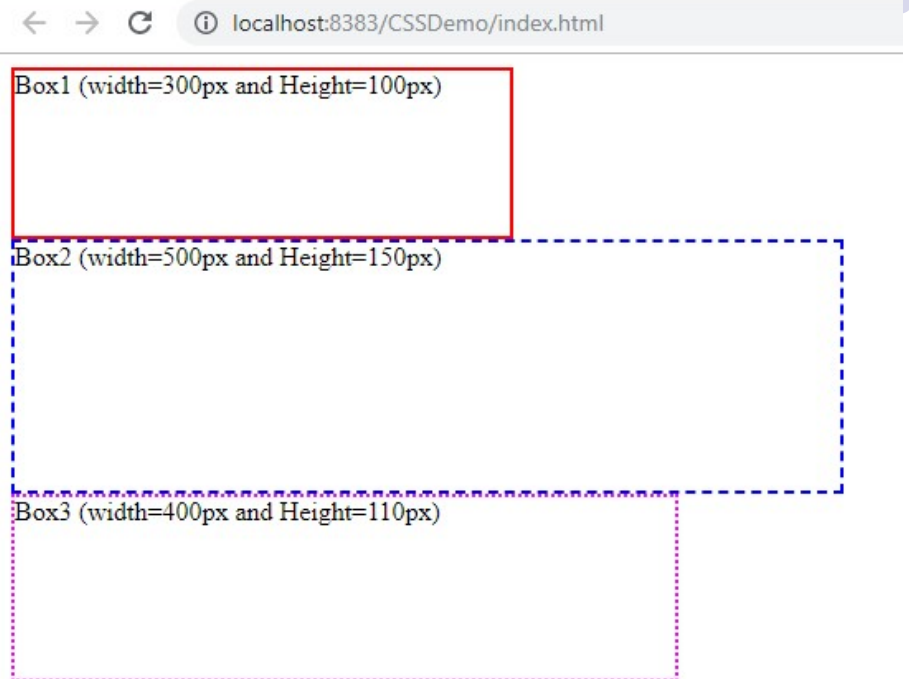 localhost:8383/CSSDemo/index.html
Box1 (width=300px and Height=100px)
Box2 (width=500px and Height=150px)
Box3 (width=400px and Height=110px)